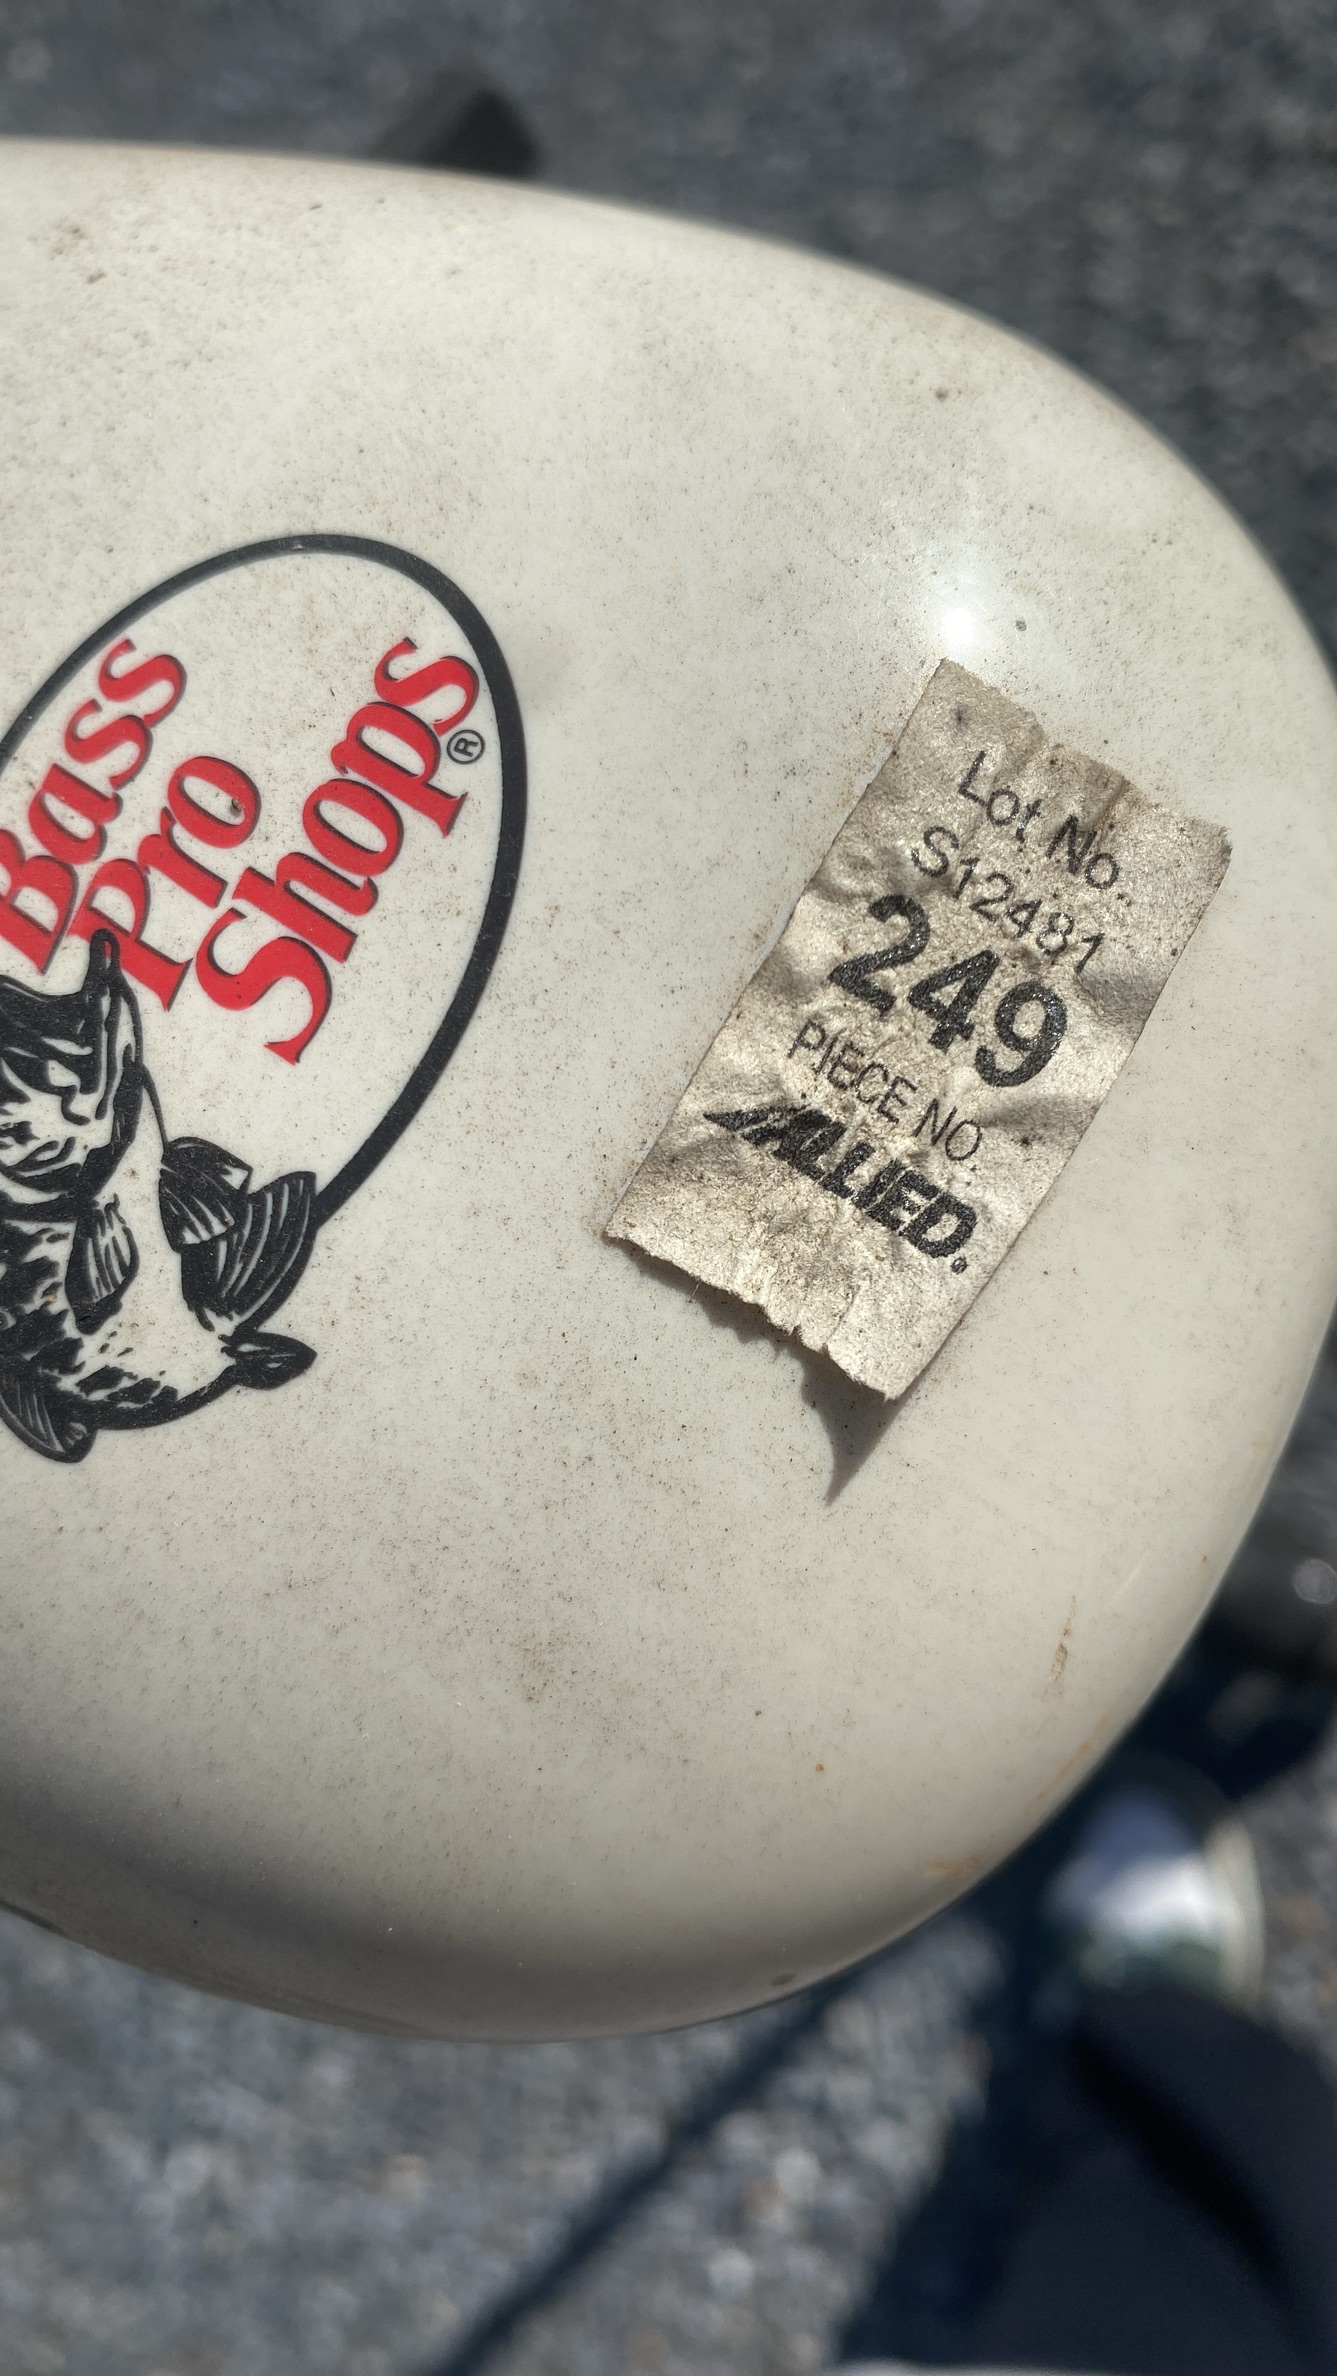 Bass
Pro
Shops®
Lot No.
S12481
249
PIECE NO.
ALLIED.